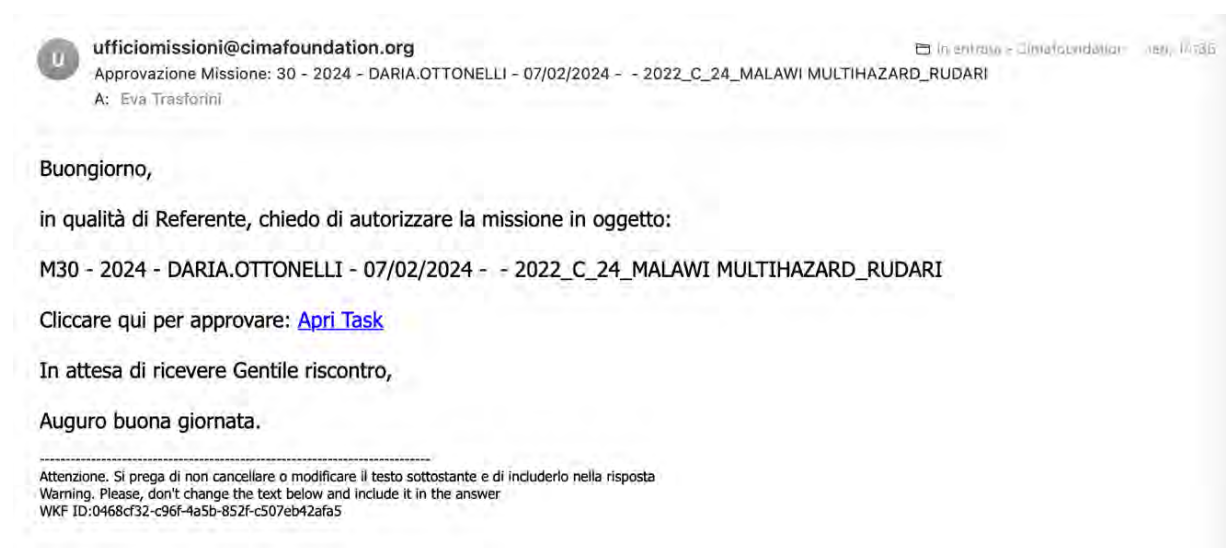 U
ufficiomissioni@cimafoundation.org
In entrata - Cimafoundation
Approvazione Missione: 30 - 2024 - DARIA.OTTONELLI - 07/02/2024 - - 2022_C_24_MALAWI MULTIHAZARD_RUDARI
A: Eva Trasforini
Buongiorno,
in qualità di Referente, chiedo di autorizzare la missione in oggetto:
M30 - 2024 - DARIA.OTTONELLI - 07/02/2024 - - 2022_C_24_MALAWI MULTIHAZARD_RUDARI
Cliccare qui per approvare: Apri Task
In attesa di ricevere Gentile riscontro,
Auguro buona giornata.
Attenzione. Si prega di non cancellare o modificare il testo sottostante e di includerlo nella risposta
Warning. Please, don't change the text below and include it in the answer
WKF ID:0468cf32-c96f-4a5b-852f-c507eb42afa5